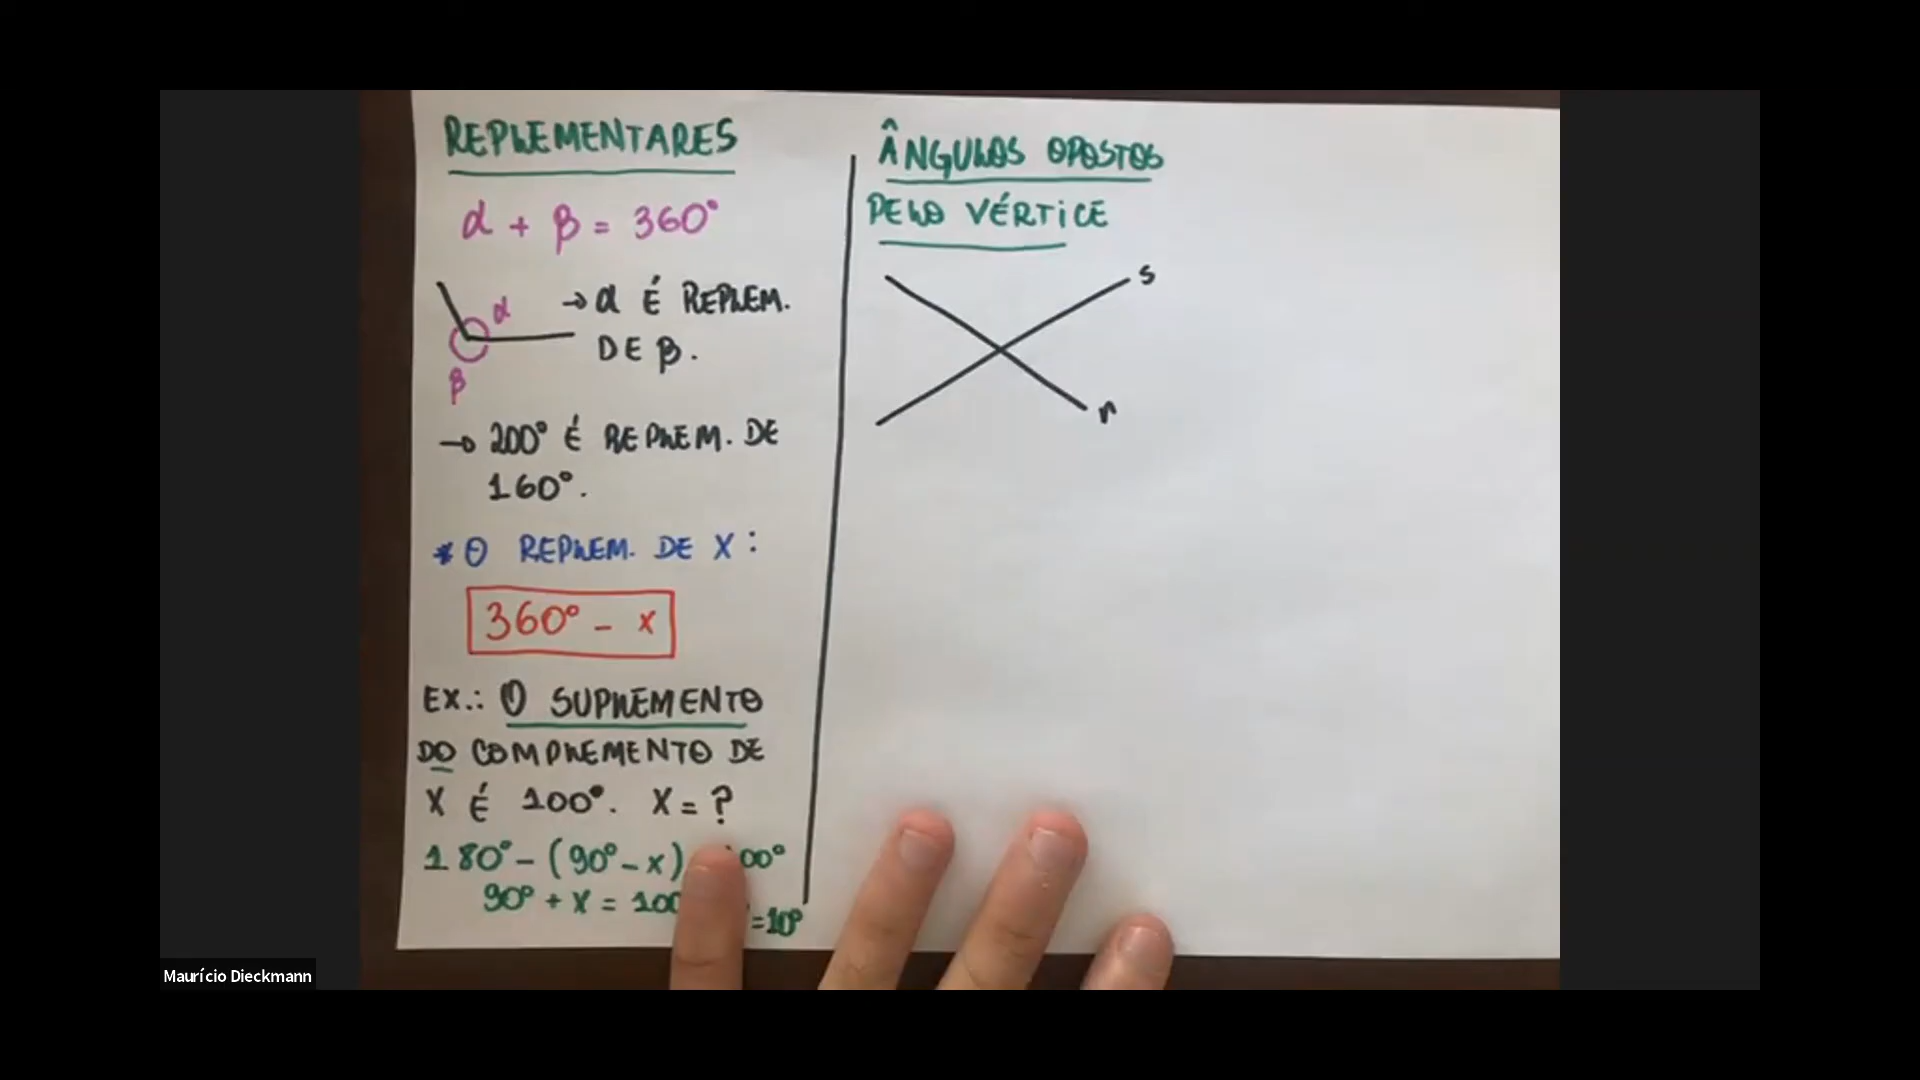 REPLEMENTARES
α + β = 360°
α
β
→ α É REPLEM.
DE β.
→ 200° É REPLEM. DE
160°.
* O REPLEM. DE X:
360° - x
EX.: O SUPLEMENTO
DO COMPLEMENTO DE
X É 100°. X = ?
180° - (90° - x) 00°
90° + x = 100
=10°
ÂNGULOS OPOSTOS
PELO VÉRTICE
s
r
Maurício Dieckmann